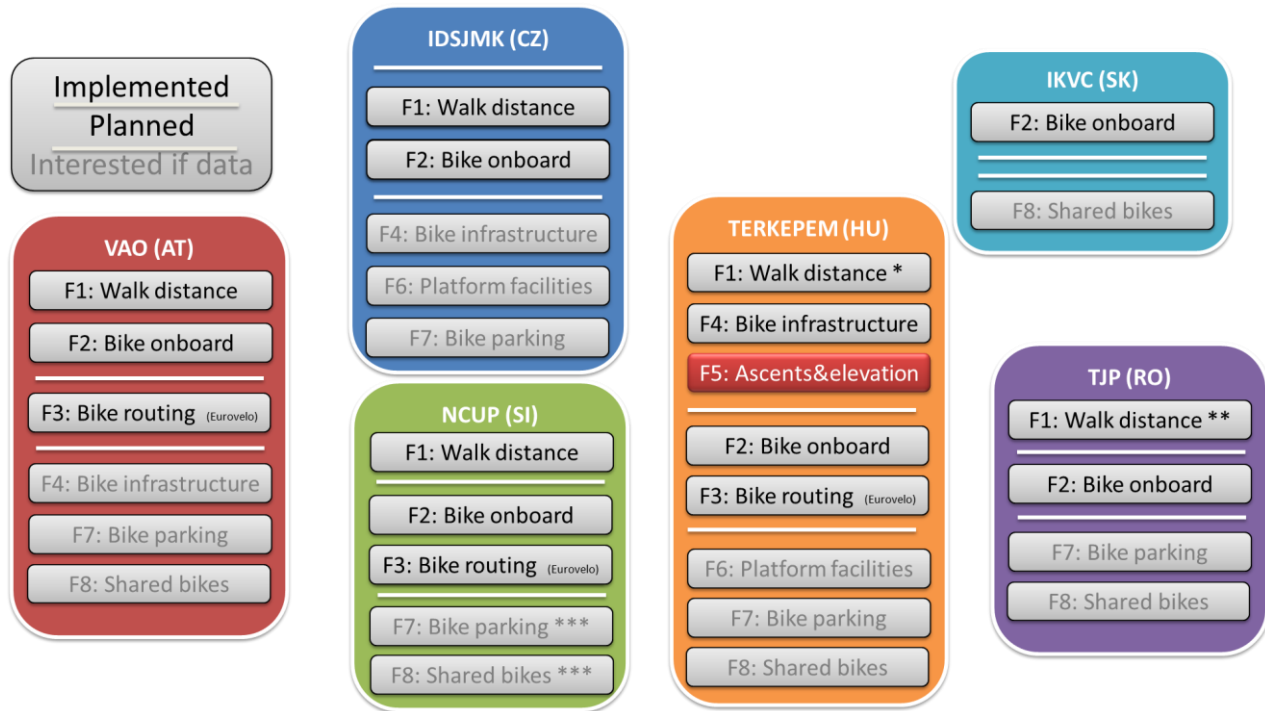 Implemented
Planned
Interested if data
VAO (AT)
F1: Walk distance
F2: Bike onboard
F3: Bike routing (Eurovelo)
F4: Bike infrastructure
F7: Bike parking
F8: Shared bikes
IDSJMK (CZ)
F1: Walk distance
F2: Bike onboard
F4: Bike infrastructure
F6: Platform facilities
F7: Bike parking
NCUP (SI)
F1: Walk distance
F2: Bike onboard
F3: Bike routing (Eurovelo)
F7: Bike parking ***
F8: Shared bikes ***
TERKEPEM (HU)
F1: Walk distance *
F4: Bike infrastructure
F5: Ascents&elevation
F2: Bike onboard
F3: Bike routing (Eurovelo)
F6: Platform facilities
F7: Bike parking
F8: Shared bikes
IKVC (SK)
F2: Bike onboard
F8: Shared bikes
TJP (RO)
F1: Walk distance **
F2: Bike onboard
F7: Bike parking
F8: Shared bikes